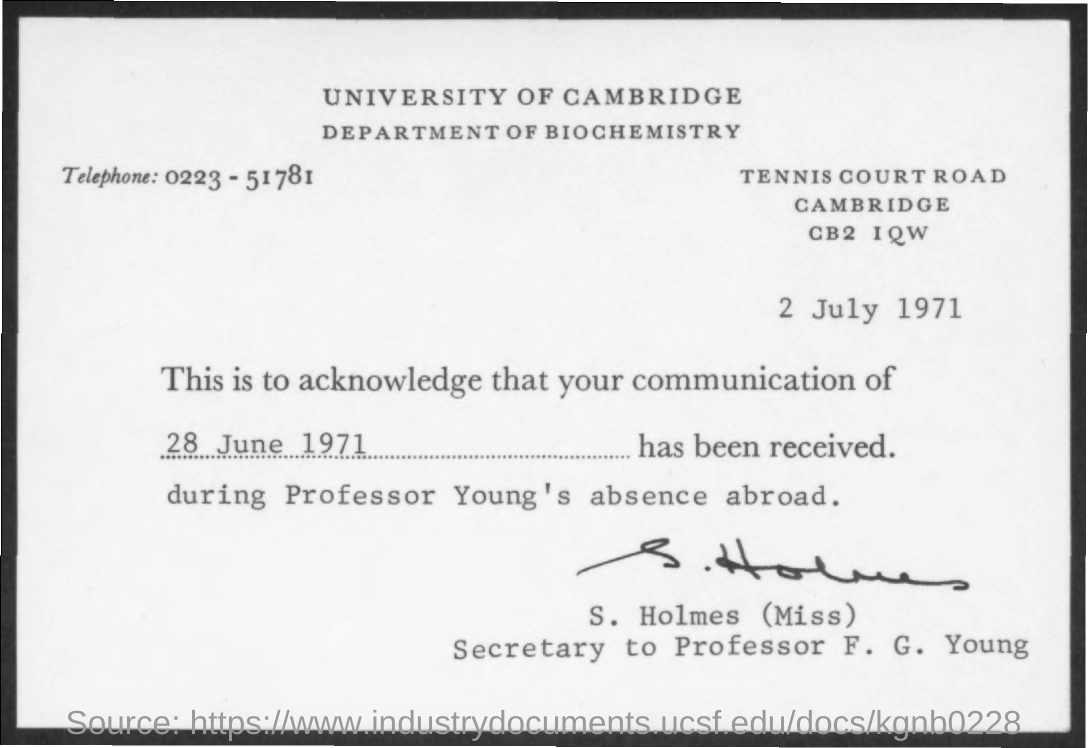 UNIVERSITY OF CAMBRIDGE
DEPARTMENT OF BIOCHEMISTRY
Telephone: 0223 - 51781
TENNIS COURT ROAD
CAMBRIDGE
CB2 1QW
2 July 1971
This is to acknowledge that your communication of
28 June 1971 has been received.
during Professor Young's absence abroad.
S. Holmes
S. Holmes (Miss)
Secretary to Professor F. G. Young
Source: https://www.industrydocuments.ucsf.edu/docs/kgnb0228